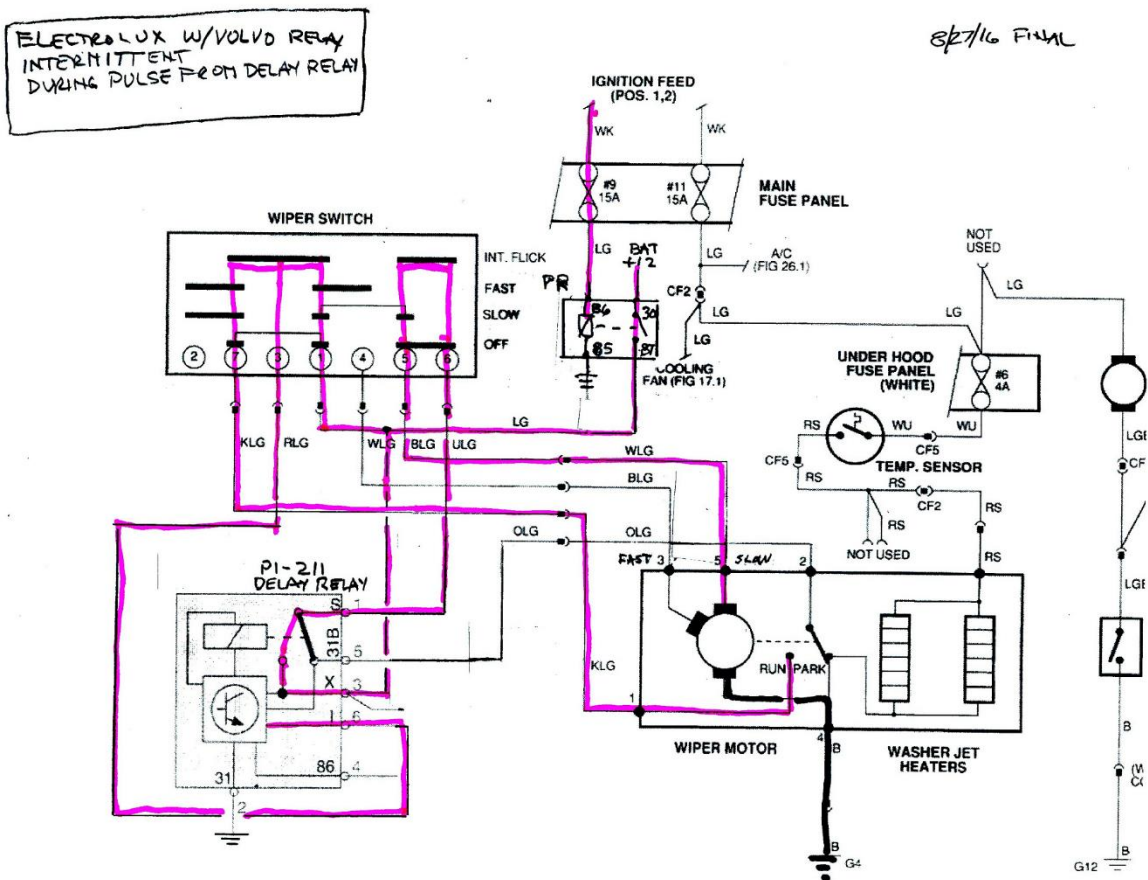 ELECTROLUX W/VOLVO RELAY
INTERMITTENT
DURING PULSE FROM DELAY RELAY
8/27/16 FINAL
IGNITION FEED
(POS. 1,2)
WK
WK
#9
15A
#11
15A
MAIN
FUSE PANEL
WIPER SWITCH
INT. FLICK
FAST
SLOW
OFF
2
7
3
1
4
5
6
LG
BAT
+12
LG
A/C
(FIG 26.1)
NOT
USED
LG
PR
CF2
LG
LG
86
30
85
87
LG
COOLING
FAN (FIG 17.1)
UNDER HOOD
FUSE PANEL
(WHITE)
#6
4A
LG
KLG
RLG
WLG
BLG
ULG
WLG
BLG
OLG
OLG
RS
WU
WU
CF5
CF5
TEMP. SENSOR
RS
RS
CF2
RS
RS
NOT USED
RS
LGB
CF
LGB
P1-211
DELAY RELAY
FAST 3
5 SLOW
2
S
1
31B
5
X
3
I
6
86
4
31
2
KLG
1
RUN
PARK
4
B
WIPER MOTOR
WASHER JET
HEATERS
B
G4
B
B
G12